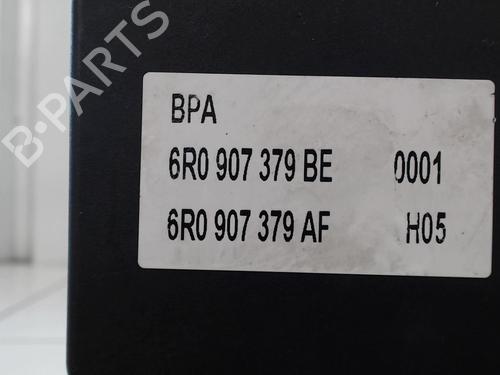 B-PARTS
BPA
6R0 907 379 BE 0001
6R0 907 379 AF H05